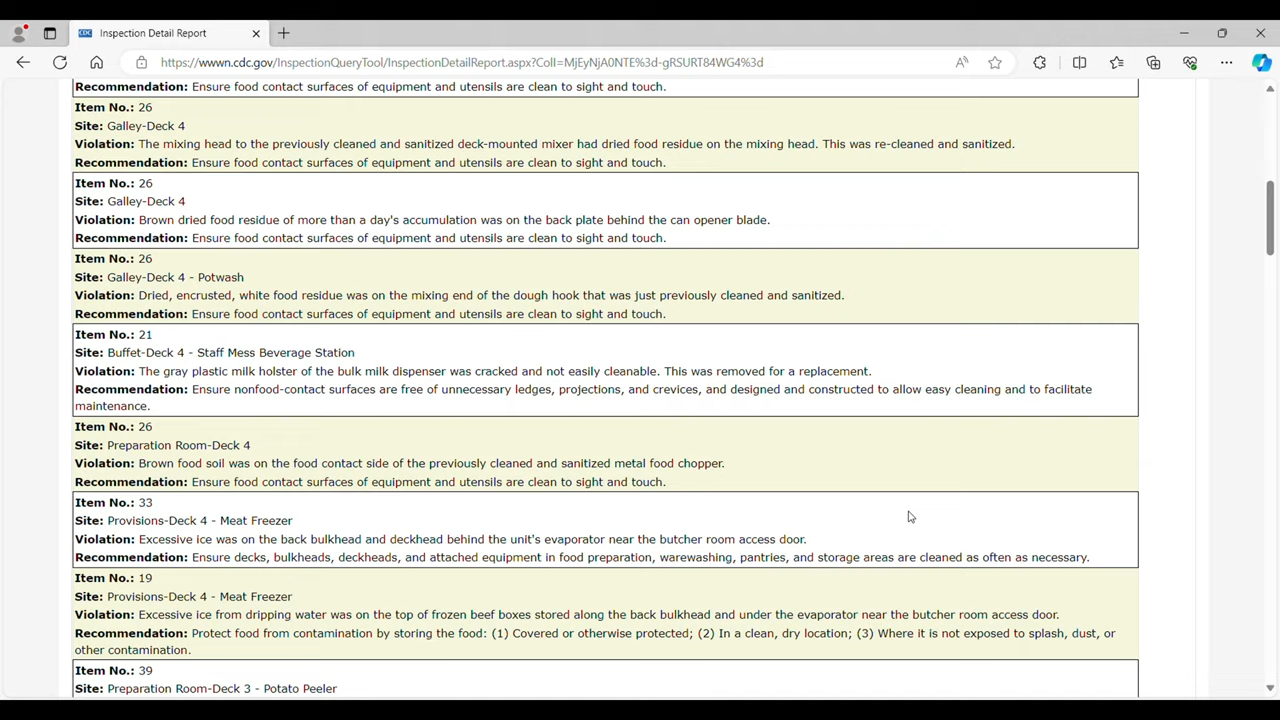 CDC Inspection Detail Report
https://wwwn.cdc.gov/InspectionQueryTool/InspectionDetailReport.aspx?ColI=MjEyNjA0NTE%3d-gRSURT84WG4%3d
Recommendation: Ensure food contact surfaces of equipment and utensils are clean to sight and touch.
Item No.: 26
Site: Galley-Deck 4
Violation: The mixing head to the previously cleaned and sanitized deck-mounted mixer had dried food residue on the mixing head. This was re-cleaned and sanitized.
Recommendation: Ensure food contact surfaces of equipment and utensils are clean to sight and touch.
Item No.: 26
Site: Galley-Deck 4
Violation: Brown dried food residue of more than a day's accumulation was on the back plate behind the can opener blade.
Recommendation: Ensure food contact surfaces of equipment and utensils are clean to sight and touch.
Item No.: 26
Site: Galley-Deck 4 - Potwash
Violation: Dried, encrusted, white food residue was on the mixing end of the dough hook that was just previously cleaned and sanitized.
Recommendation: Ensure food contact surfaces of equipment and utensils are clean to sight and touch.
Item No.: 21
Site: Buffet-Deck 4 - Staff Mess Beverage Station
Violation: The gray plastic milk holster of the bulk milk dispenser was cracked and not easily cleanable. This was removed for a replacement.
Recommendation: Ensure nonfood-contact surfaces are free of unnecessary ledges, projections, and crevices, and designed and constructed to allow easy cleaning and to facilitate
maintenance.
Item No.: 26
Site: Preparation Room-Deck 4
Violation: Brown food soil was on the food contact side of the previously cleaned and sanitized metal food chopper.
Recommendation: Ensure food contact surfaces of equipment and utensils are clean to sight and touch.
Item No.: 33
Site: Provisions-Deck 4 - Meat Freezer
Violation: Excessive ice was on the back bulkhead and deckhead behind the unit's evaporator near the butcher room access door.
Recommendation: Ensure decks, bulkheads, deckheads, and attached equipment in food preparation, warewashing, pantries, and storage areas are cleaned as often as necessary.
Item No.: 19
Site: Provisions-Deck 4 - Meat Freezer
Violation: Excessive ice from dripping water was on the top of frozen beef boxes stored along the back bulkhead and under the evaporator near the butcher room access door.
Recommendation: Protect food from contamination by storing the food: (1) Covered or otherwise protected; (2) In a clean, dry location; (3) Where it is not exposed to splash, dust, or
other contamination.
Item No.: 39
Site: Preparation Room-Deck 3 - Potato Peeler